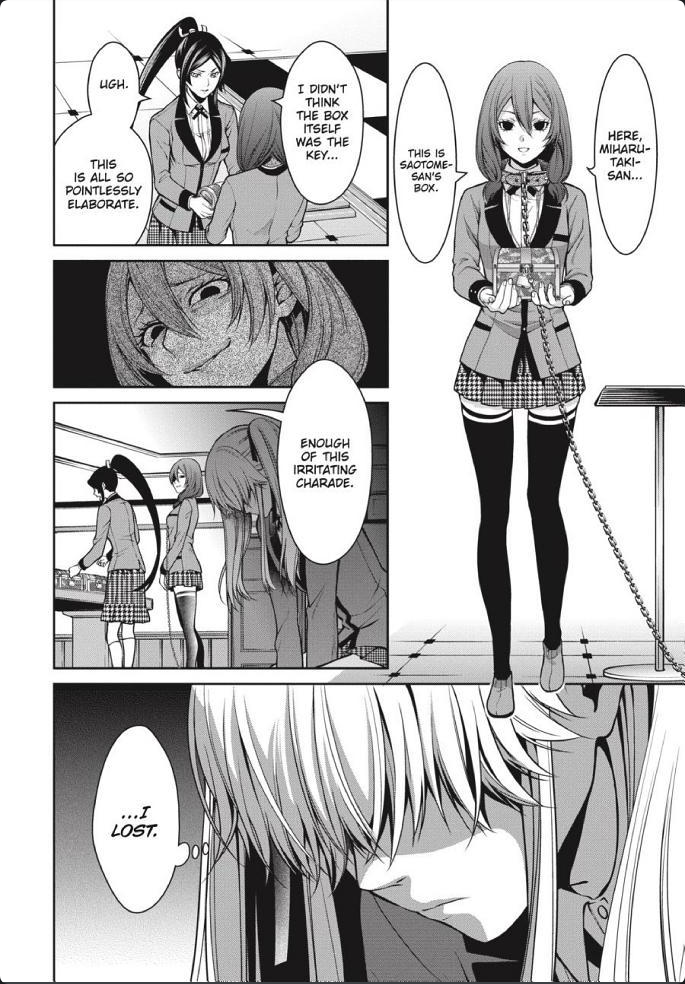 HERE,
MIHARU-
TAKI-
SAN...
THIS IS
SAOTOME-
SAN'S
BOX.
I DIDN'T
THINK
THE BOX
ITSELF
WAS THE
KEY...
UGH.
THIS
IS ALL SO
POINTLESSLY
ELABORATE.
ENOUGH
OF THIS
IRRITATING
CHARADE.
...I
LOST.